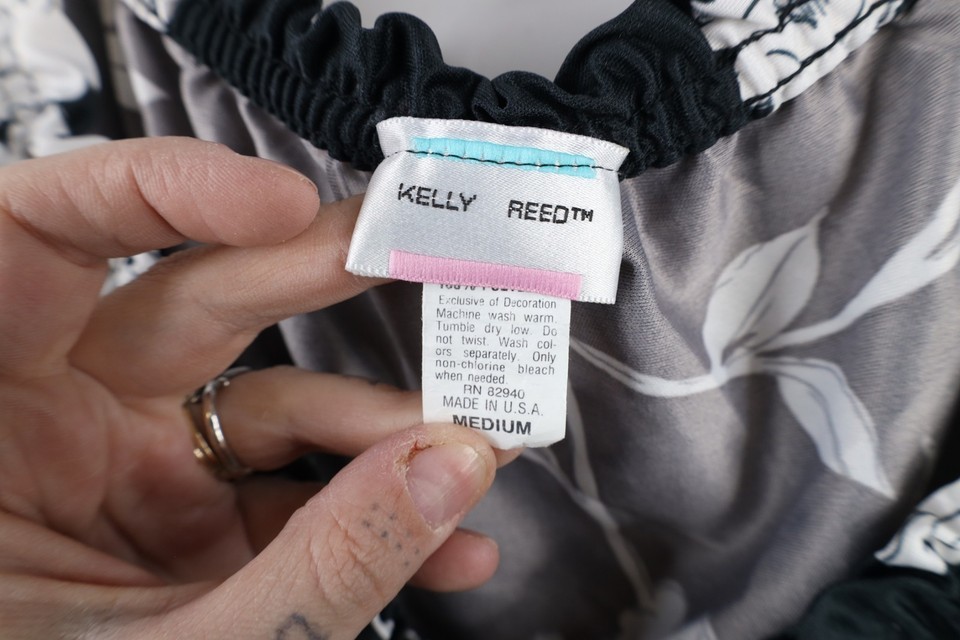 KELLY REED™
Exclusive of Decoration
Machine wash warm.
Tumble dry low. Do
not twist. Wash col-
ors separately. Only
non-chlorine bleach
when needed.
RN 82940
MADE IN U.S.A.
MEDIUM